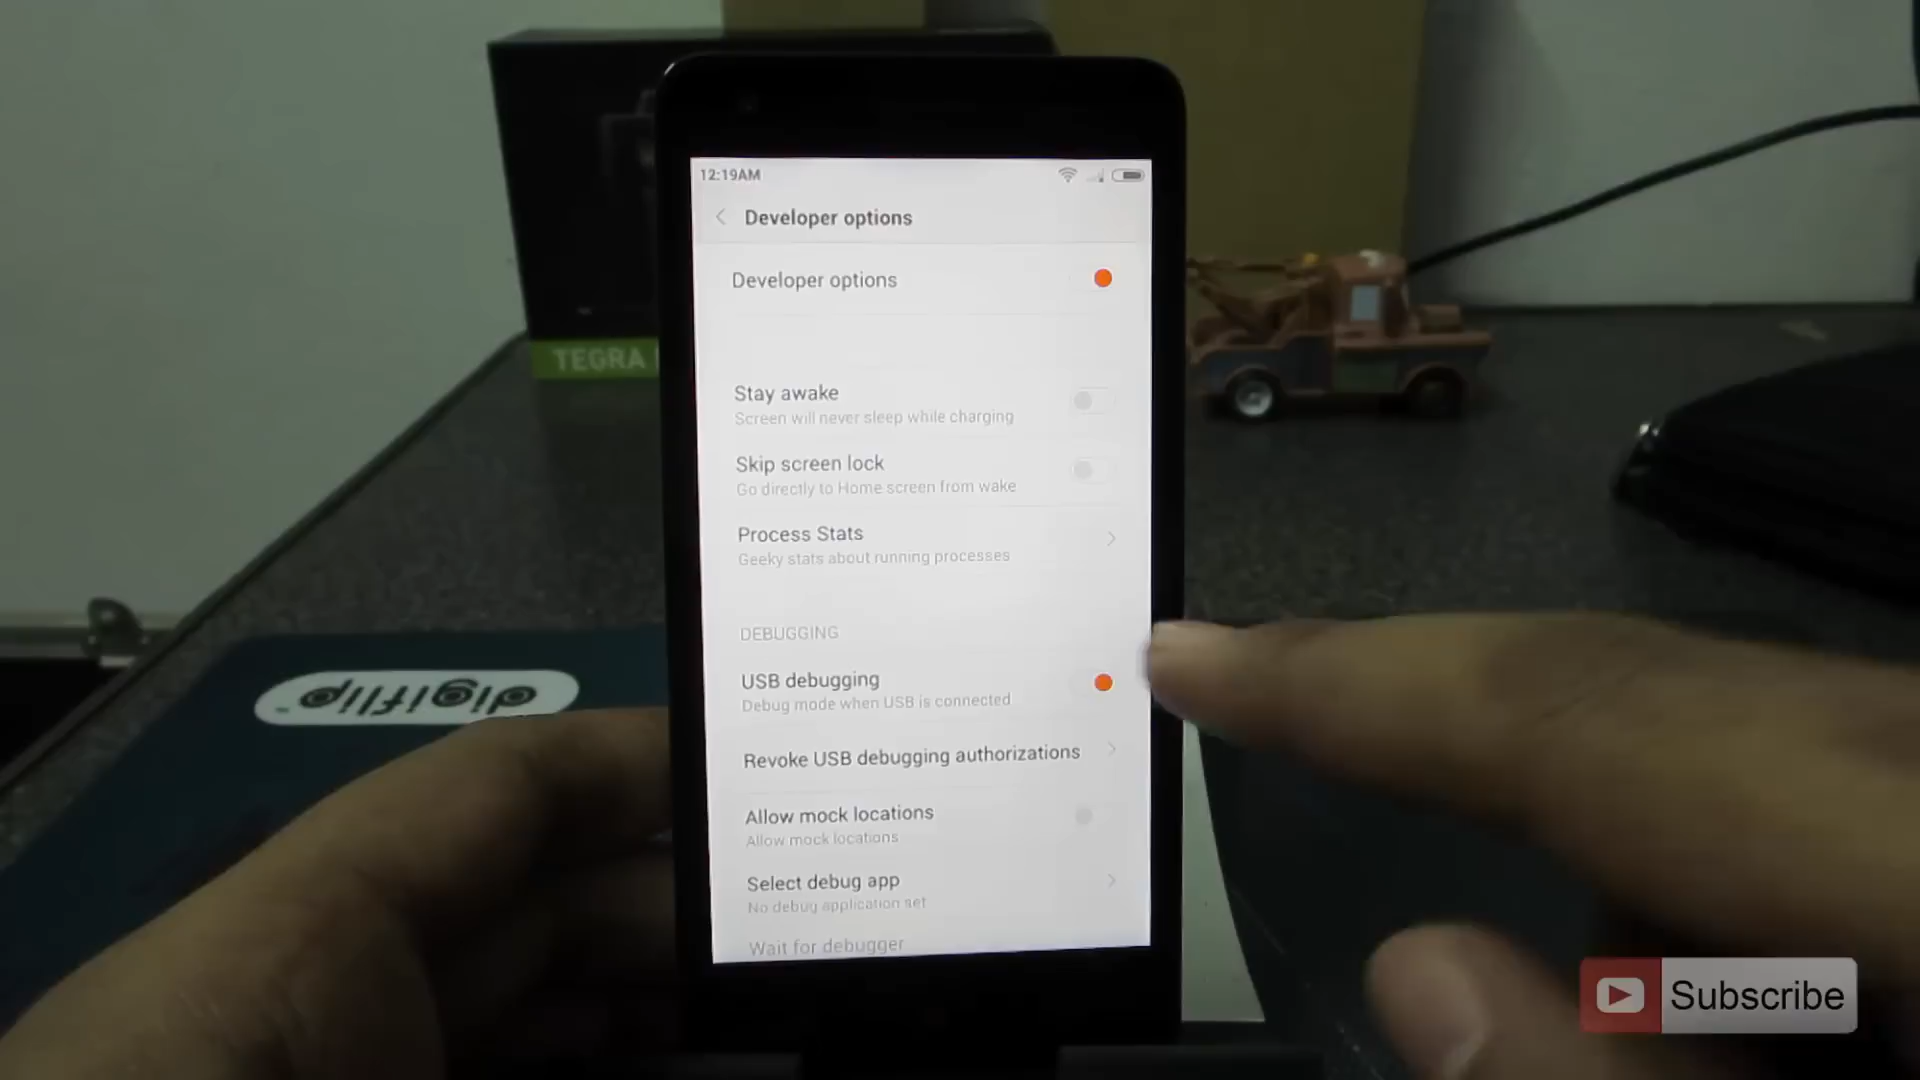 12:19AM
Developer options
Developer options
Stay awake
Screen will never sleep while charging
Skip screen lock
Go directly to Home screen from wake
Process Stats
Geeky stats about running processes
DEBUGGING
USB debugging
Debug mode when USB is connected
Revoke USB debugging authorizations
Allow mock locations
Allow mock locations
Select debug app
No debug application set
Wait for debugger
TEGRA
digiflip
Subscribe